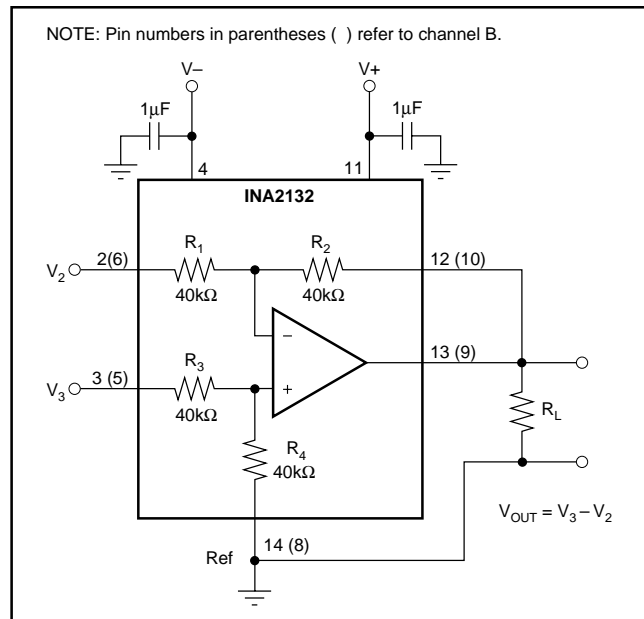 NOTE: Pin numbers in parentheses ( ) refer to channel B.
V– V+
1µF 1µF
4 11
INA2132
R1 R2
V2 2(6) 12 (10)
40kΩ 40kΩ
–
13 (9)
V3 3 (5) R3 +
40kΩ RL
R4
40kΩ
VOUT = V3 – V2
14 (8)
Ref